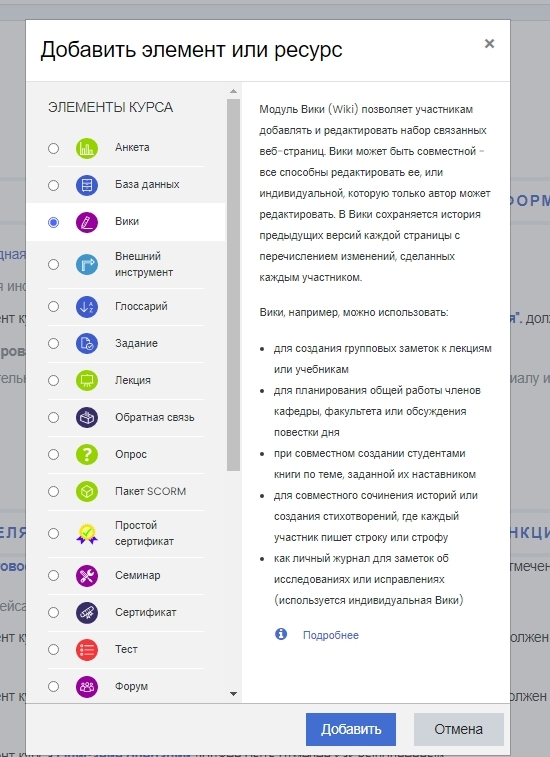 Добавить элемент или ресурс
×
ЭЛЕМЕНТЫ КУРСА
Анкета
База данных
Вики
Внешний
инструмент
Глоссарий
Задание
Лекция
Обратная связь
Опрос
Пакет SCORM
Простой
сертификат
Семинар
Сертификат
Тест
Форум
Модуль Вики (Wiki) позволяет участникам
добавлять и редактировать набор связанных
веб-страниц. Вики может быть совместной -
все способны редактировать ее, или
индивидуальной, которую только автор может
редактировать. В Вики сохраняется история
предыдущих версий каждой страницы с
перечислением изменений, сделанных
каждым участником.
Вики, например, можно использовать:
• для создания групповых заметок к лекциям
или учебникам
• для планирования общей работы членов
кафедры, факультета или обсуждения
повестки дня
• при совместном создании студентами
книги по теме, заданной их наставником
• для совместного сочинения историй или
создания стихотворений, где каждый
участник пишет строку или строфу
• как личный журнал для заметок об
исследованиях или исправлениях
(используется индивидуальная Вики)
Подробнее
Добавить
Отмена